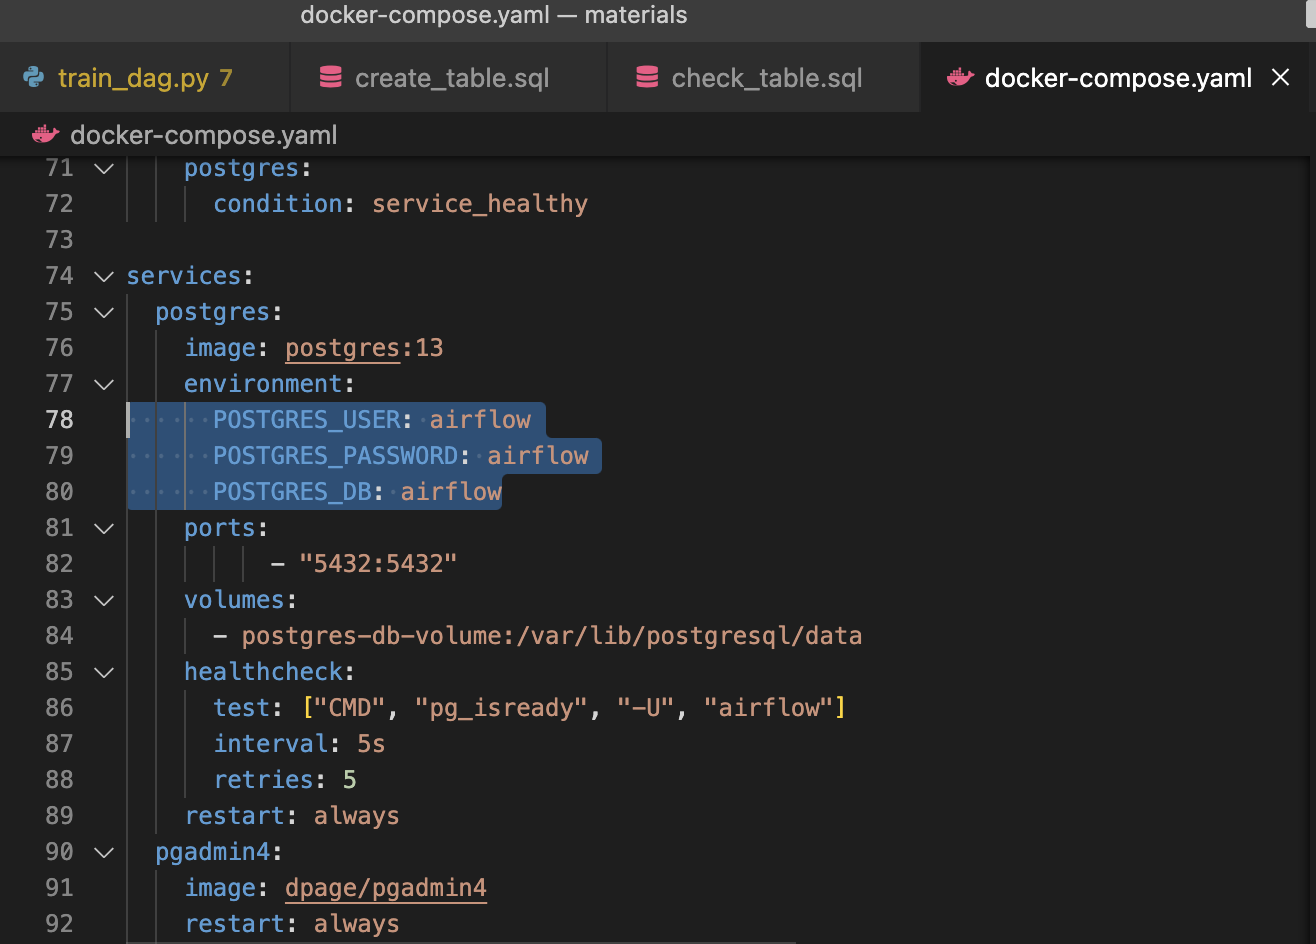 docker-compose.yaml — materials
train_dag.py 7 create_table.sql check_table.sql docker-compose.yaml ×
docker-compose.yaml
71 postgres:
72 condition: service_healthy
73
74 services:
75 postgres:
76 image: postgres:13
77 environment:
78 POSTGRES_USER: airflow
79 POSTGRES_PASSWORD: airflow
80 POSTGRES_DB: airflow
81 ports:
82 - "5432:5432"
83 volumes:
84 - postgres-db-volume:/var/lib/postgresql/data
85 healthcheck:
86 test: ["CMD", "pg_isready", "-U", "airflow"]
87 interval: 5s
88 retries: 5
89 restart: always
90 pgadmin4:
91 image: dpage/pgadmin4
92 restart: always